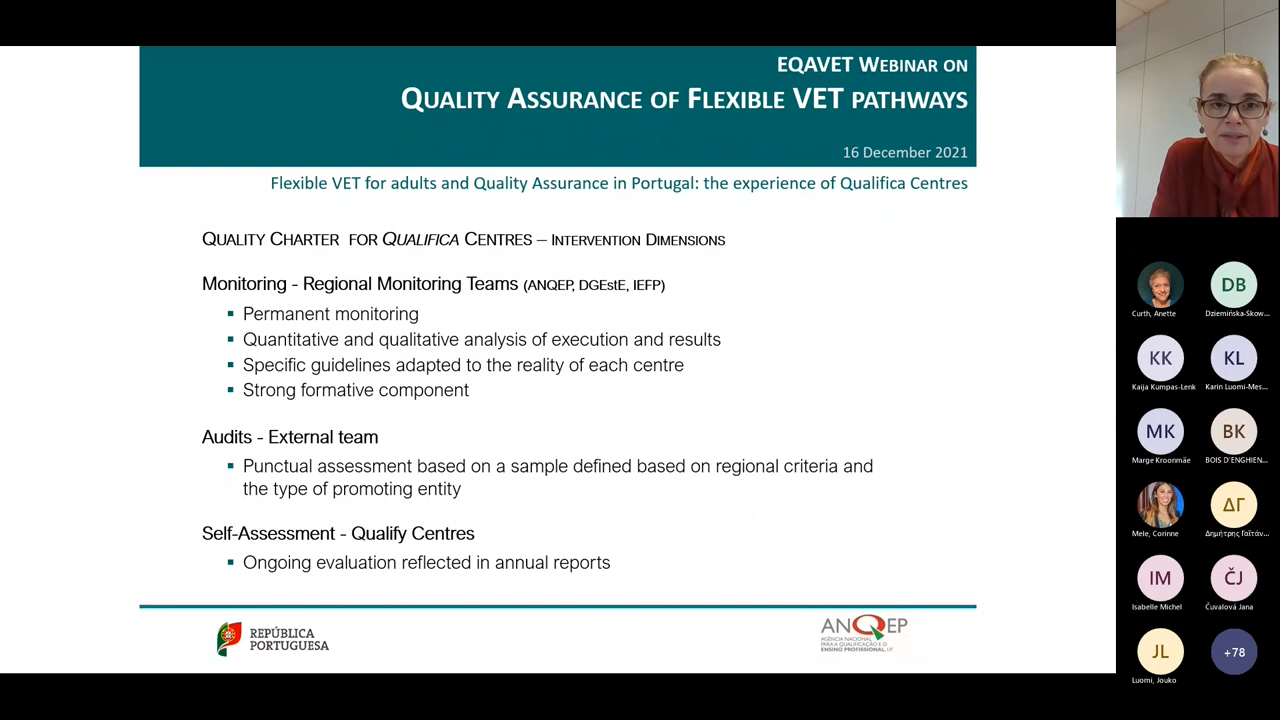 EQAVET WEBINAR ON
QUALITY ASSURANCE OF FLEXIBLE VET PATHWAYS
16 December 2021
Flexible VET for adults and Quality Assurance in Portugal: the experience of Qualifica Centres
QUALITY CHARTER FOR QUALIFICA CENTRES – INTERVENTION DIMENSIONS
Monitoring - Regional Monitoring Teams (ANQEP, DGEstE, IEFP)
▪ Permanent monitoring
▪ Quantitative and qualitative analysis of execution and results
▪ Specific guidelines adapted to the reality of each centre
▪ Strong formative component
Audits - External team
▪ Punctual assessment based on a sample defined based on regional criteria and
the type of promoting entity
Self-Assessment - Qualify Centres
▪ Ongoing evaluation reflected in annual reports
REPÚBLICA
PORTUGUESA
ANQEP
AGÊNCIA NACIONAL
PARA A QUALIFICAÇÃO E O
ENSINO PROFISSIONAL, I.P.
DB
Curth, Anette
Dziemińska-Skow...
KK
KL
Kaija Kumpas-Lenk
Karin Luomi-Mes...
MK
BK
Marge Kroonmäe
BOIS D'ENGHIEN...
ΔΓ
Mele, Corinne
Δημήτρης Γαϊτάν...
IM
ČJ
Isabelle Michel
Čuvalová Jana
JL
+78
Luomi, Jouko